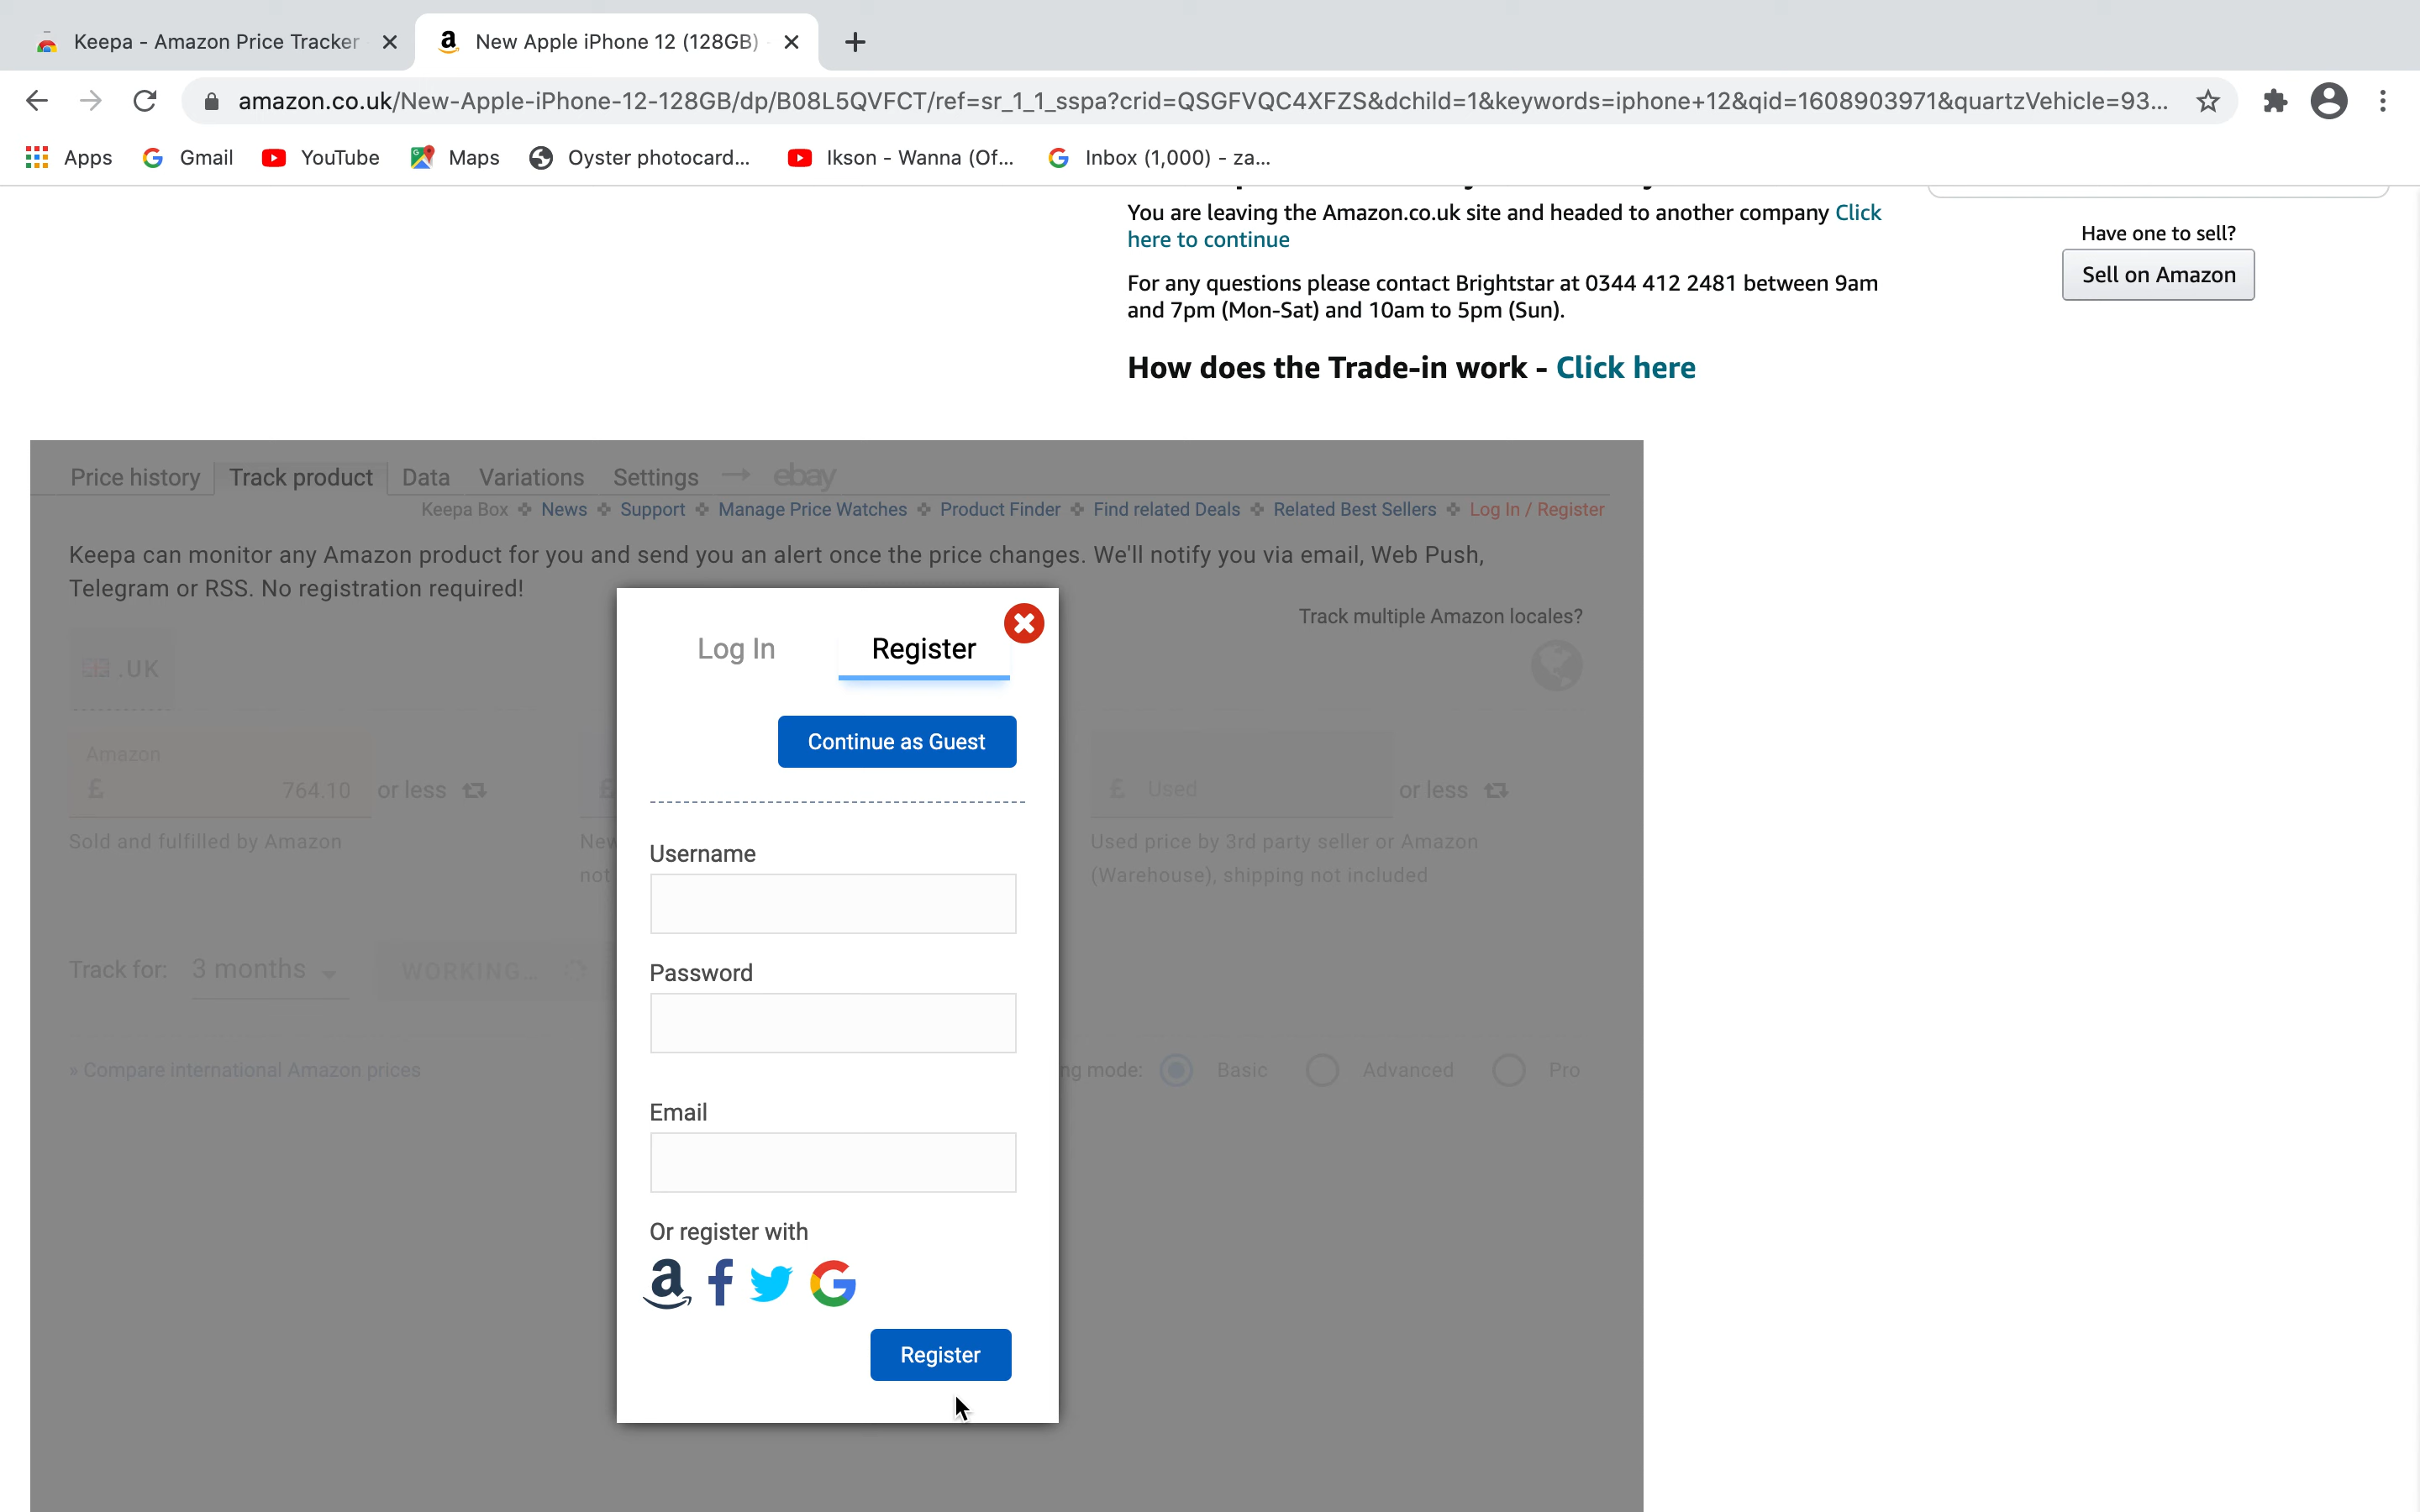 Keepa - Amazon Price Tracker
New Apple iPhone 12 (128GB)
amazon.co.uk/New-Apple-iPhone-12-128GB/dp/B08L5QVFCT/ref=sr_1_1_sspa?crid=QSGFVQC4XFZS&dchild=1&keywords=iphone+12&qid=1608903971&quartzVehicle=93...
Apps Gmail YouTube Maps Oyster photocard... Ikson - Wanna (Of... Inbox (1,000) - za...
You are leaving the Amazon.co.uk site and headed to another company Click
here to continue
Have one to sell?
Sell on Amazon
For any questions please contact Brightstar at 0344 412 2481 between 9am
and 7pm (Mon-Sat) and 10am to 5pm (Sun).
How does the Trade-in work - Click here
Price history Track product Data Variations Settings → ebay
Keepa Box News Support Manage Price Watches Product Finder Find related Deals Related Best Sellers Log In / Register
Keepa can monitor any Amazon product for you and send you an alert once the price changes. We'll notify you via email, Web Push,
Telegram or RSS. No registration required!
Track multiple Amazon locales?
.UK
Amazon
£ 764.10 or less
Sold and fulfilled by Amazon
£
New
not
£ Used or less
Used price by 3rd party seller or Amazon
(Warehouse), shipping not included
Track for: 3 months WORKING...
» Compare international Amazon prices
ng mode: Basic Advanced Pro
Log In Register
Continue as Guest
Username
Password
Email
Or register with
Register